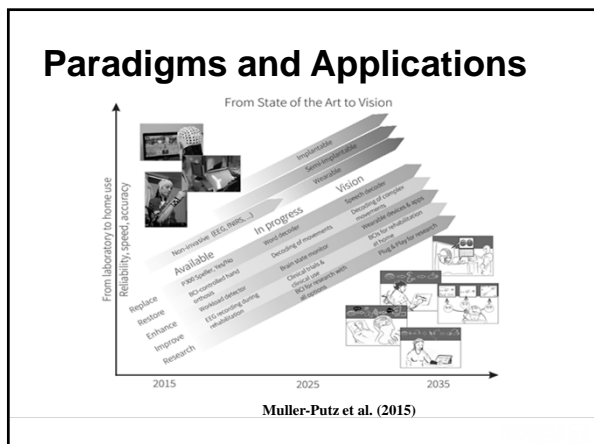 Paradigms and Applications
From State of the Art to Vision
From laboratory to home use
Reliability, speed, accuracy
Implantable
Semi-Implantable
Wearable
Non-invasive (EEG, fNIRS, ...)
Available
In progress
Vision
Replace
P300 Speller, Yes/No
Word decoder
Speech decoder
Restore
BCI-controlled hand
orthosis
Decoding of movements
Decoding of complex
movements
Enhance
Workload detector
Brain state monitor
Wearable devices & apps
Improve
EEG recording during
rehabilitation
Clinical trials &
clinical use
BCIs for rehabilitation
at home
Research
BCI for research with
all options
Plug & Play for research
2015
2025
2035
Muller-Putz et al. (2015)